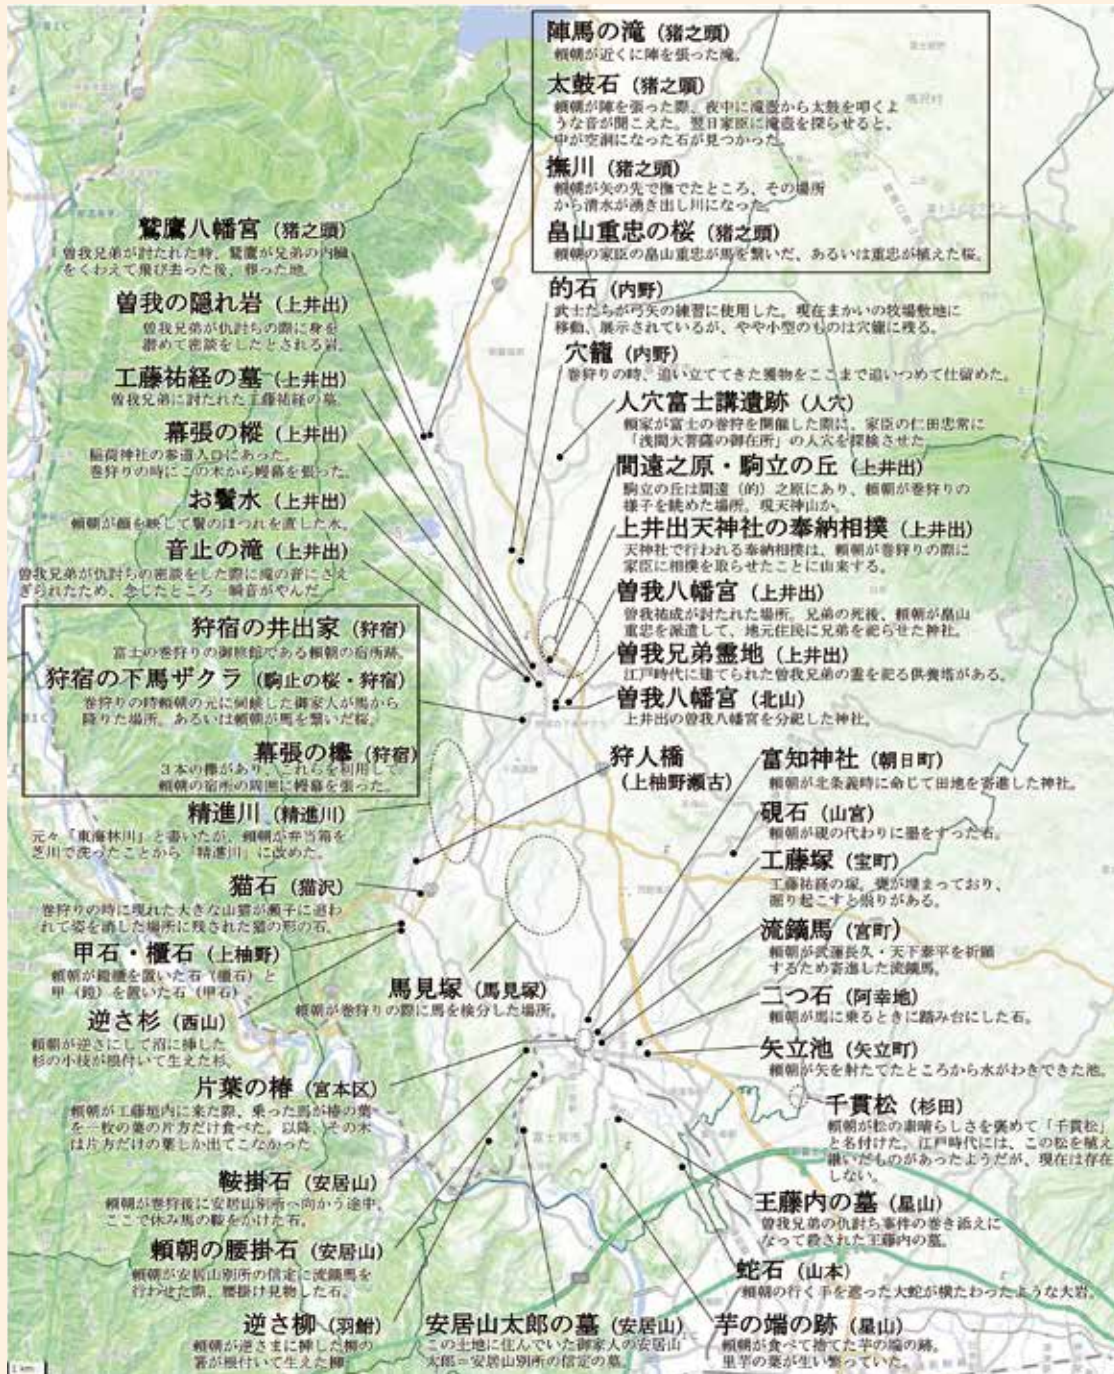 陣馬の滝（猪之頭）
頼朝が近くに陣を張った滝。
太鼓石（猪之頭）
頼朝が陣を張った際、夜中に滝壺から太鼓を叩くよ
うな音が聞こえた。翌日家臣に滝壺を探らせると、
中が空洞になった石が見つかった。
撫川（猪之頭）
頼朝が矢の先で撫でたところ、その場所
から清水が湧き出し川になった。
畠山重忠の桜（猪之頭）
頼朝の家臣の畠山重忠が馬を繋いだ、あるいは重忠が植えた桜。
鷲鷹八幡宮（猪之頭）
曽我兄弟が討たれた時、鷲鷹が兄弟の内臓
をくわえて飛び去った後、葬った地。
曽我の隠れ岩（上井出）
曽我兄弟が仇討ちの際に身を
潜めて密談をしたとされる岩。
工藤祐経の墓（上井出）
曽我兄弟に討たれた工藤祐経の墓。
幕張の樅（上井出）
稲荷神社の参道入口にあった。
巻狩りの時にこの木から幔幕を張った。
お鬢水（上井出）
頼朝が顔を映して鬢のほつれを直した水。
音止の滝（上井出）
曽我兄弟が仇討ちの密談をした際に滝の音にさえ
ぎられたため、念じたところ一瞬音がやんだ。
狩宿の井出家（狩宿）
富士の巻狩りの御旅館である頼朝の宿所跡。
狩宿の下馬ザクラ（駒止の桜・狩宿）
巻狩りの時頼朝の元に伺候した御家人が馬から
降りた場所。あるいは頼朝が馬を繋いだ桜。
幕張の欅（狩宿）
3本の欅があり、これらを利用して
頼朝の宿所の周囲に幔幕を張った。
精進川（精進川）
元々「東海林川」と書いたが、頼朝が弁当箱を
芝川で洗ったことから「精進川」に改めた。
猫石（猫沢）
巻狩りの時に現れた大きな山猫が瀬子に追わ
れて姿を消した場所に残された猫の形の石。
甲石・櫃石（上柚野）
頼朝が鎧櫃を置いた石（櫃石）と
甲（鎧）を置いた石（甲石）。
逆さ杉（西山）
頼朝が逆さにして沼に挿した
杉の小枝が根付いて生えた杉。
片葉の椿（宮本区）
頼朝が工藤垣内に来た際、乗った馬が椿の葉
を一枚の葉の片方だけ食べた。以降、その木
は片方だけの葉しか出てこなかった。
鞍掛石（安居山）
頼朝が巻狩後に安居山別所へ向かう途中、
ここで休み馬の鞍をかけた石。
頼朝の腰掛石（安居山）
頼朝が安居山別所の信定に流鏑馬を
行わせた際、腰掛け見物した石。
逆さ柳（羽鮒）
頼朝が逆さまに挿した柳の
箸が根付いて生えた柳。
的石（内野）
武士たちが弓矢の練習に使用した。現在まかいの牧場敷地に
移動、展示されているが、やや小型のものは穴籠に残る。
穴籠（内野）
巻狩りの時、追い立ててきた獲物をここまで追いつめて仕留めた。
人穴富士講遺跡（人穴）
頼家が富士の巻狩を開催した際に、家臣の仁田忠常に
「浅間大菩薩の御在所」の人穴を探検させた。
間遠之原・駒立の丘（上井出）
駒立の丘は間遠（的）之原にあり、頼朝が巻狩りの
様子を眺めた場所。現天神山か。
上井出天神社の奉納相撲（上井出）
天神社で行われる奉納相撲は、頼朝が巻狩りの際に
家臣に相撲を取らせたことに由来する。
曽我八幡宮（上井出）
曽我祐成が討たれた場所。兄弟の死後、頼朝が畠山
重忠を派遣して、地元住民に兄弟を祀らせた神社。
曽我兄弟霊地（上井出）
江戸時代に建てられた曽我兄弟の霊を祀る供養塔がある。
曽我八幡宮（北山）
上井出の曽我八幡宮を分祀した神社。
狩人橋
（上柚野瀬古）
富知神社（朝日町）
頼朝が北条義時に命じて田地を寄進した神社。
硯石（山宮）
頼朝が硯の代わりに墨をすった石。
工藤塚（宝町）
工藤祐経の塚。甕が埋まっており、
掘り起こすと祟りがある。
流鏑馬（宮町）
頼朝が武運長久・天下泰平を祈願
するため寄進した流鏑馬。
馬見塚（馬見塚）
頼朝が巻狩りの際に馬を検分した場所。
二つ石（阿幸地）
頼朝が馬に乗るときに踏み台にした石。
矢立池（矢立町）
頼朝が矢を射たてたところから水がわきできた池。
千貫松（杉田）
頼朝が松の素晴らしさを褒めて「千貫松」
と名付けた。江戸時代には、この松を植え
継いだものがあったようだが、現在は存在
しない。
王藤内の墓（星山）
曽我兄弟の仇討ち事件の巻き添えに
なって殺された王藤内の墓。
蛇石（山本）
頼朝の行く手を遮った大蛇が横たわったような大岩。
安居山太郎の墓（安居山）
この土地に住んでいた御家人の安居山
太郎＝安居山別所の信定の墓。
芋の端の跡（星山）
頼朝が食べて捨てた芋の端の跡。
里芋の葉が生い繁っていた。
富士宮市
1 km